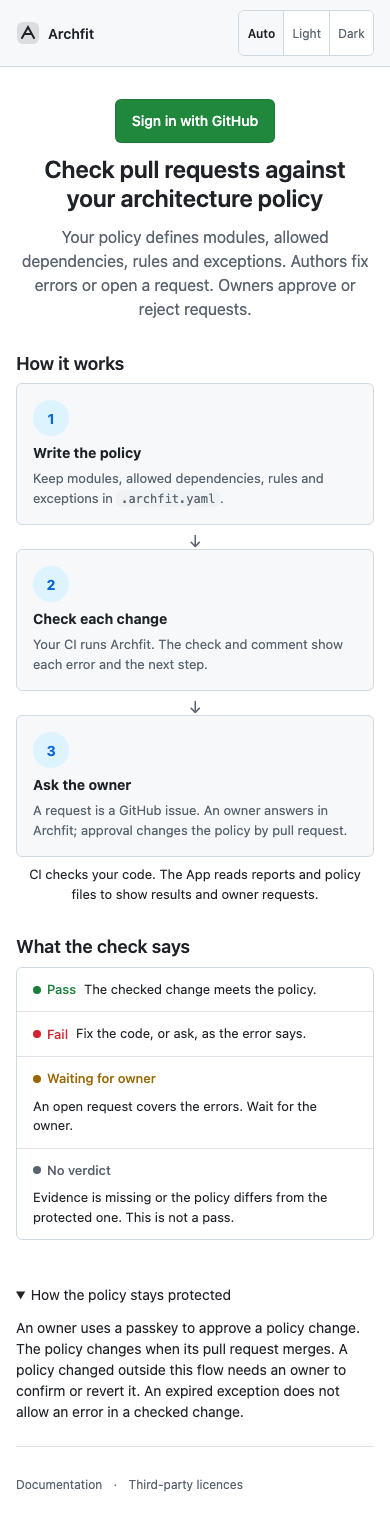 Archfit
Auto
Light
Dark
Sign in with GitHub
Check pull requests against
your architecture policy
Your policy defines modules, allowed
dependencies, rules and exceptions. Authors fix
errors or open a request. Owners approve or
reject requests.
How it works
1
Write the policy
Keep modules, allowed dependencies, rules and
exceptions in .archfit.yaml.
↓
2
Check each change
Your CI runs Archfit. The check and comment show
each error and the next step.
↓
3
Ask the owner
A request is a GitHub issue. An owner answers in
Archfit; approval changes the policy by pull request.
CI checks your code. The App reads reports and policy
files to show results and owner requests.
What the check says
Pass The checked change meets the policy.
Fail Fix the code, or ask, as the error says.
Waiting for owner
An open request covers the errors. Wait for the
owner.
No verdict
Evidence is missing or the policy differs from the
protected one. This is not a pass.
▼ How the policy stays protected
An owner uses a passkey to approve a policy change.
The policy changes when its pull request merges. A
policy changed outside this flow needs an owner to
confirm or revert it. An expired exception does not
allow an error in a checked change.
Documentation · Third-party licences